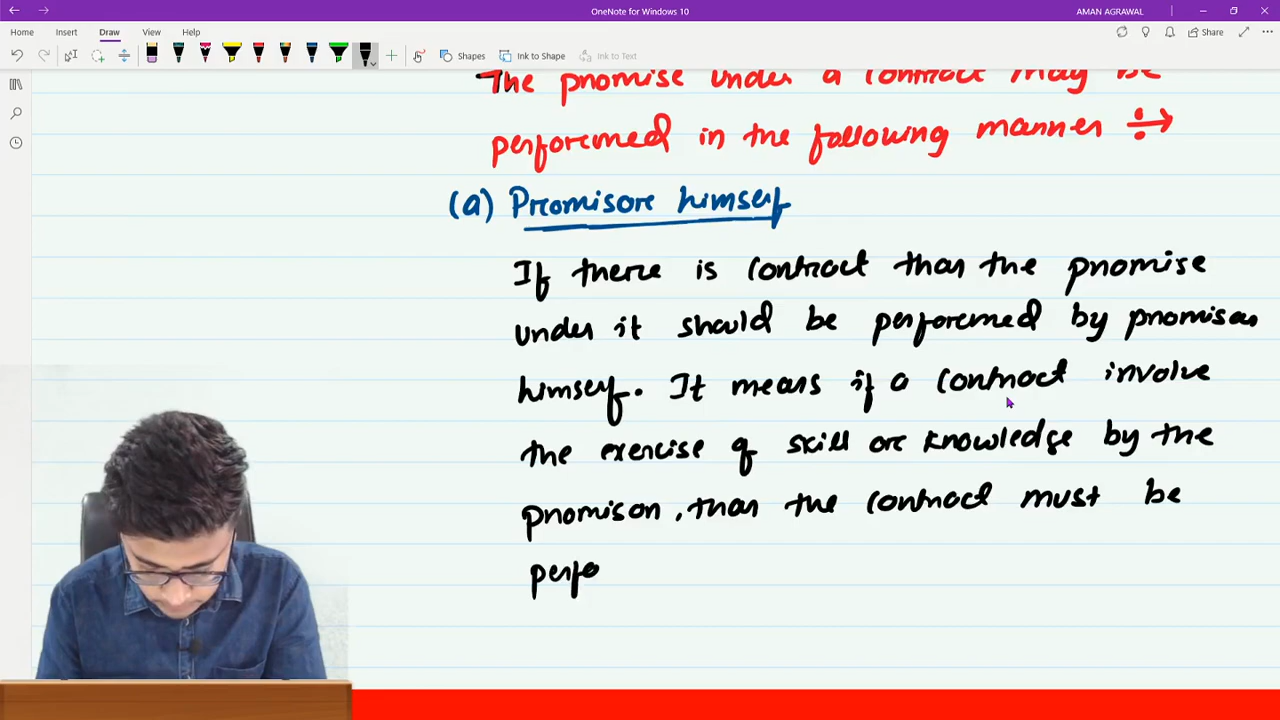 OneNote for Windows 10
AMAN AGRAWAL
Home Insert Draw View Help
Shapes Ink to Shape Ink to Text
Share
The promise under a contract may be
performed in the following manner
(a) Promisor himself
If there is contract than the promise
under it should be performed by promisor
himself. It means if a contract involve
the exercise of skill or knowledge by the
promisor, than the contract must be
perfo